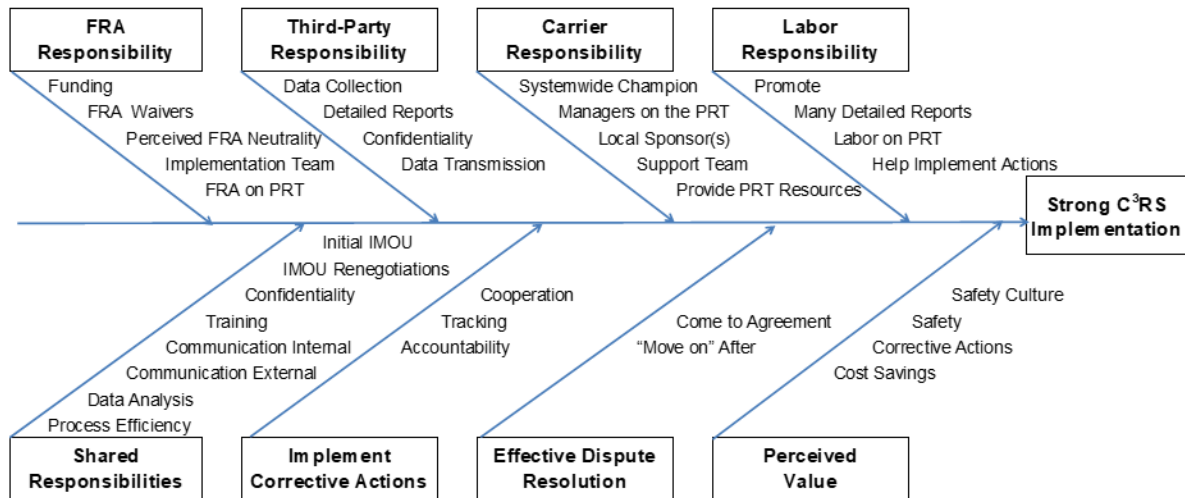 FRA
Responsibility
Third-Party
Responsibility
Carrier
Responsibility
Labor
Responsibility
Funding
FRA Waivers
Perceived FRA Neutrality
Implementation Team
FRA on PRT
Data Collection
Detailed Reports
Confidentiality
Data Transmission
Systemwide Champion
Managers on the PRT
Local Sponsor(s)
Support Team
Provide PRT Resources
Promote
Many Detailed Reports
Labor on PRT
Help Implement Actions
Strong C³RS
Implementation
Initial IMOU
IMOU Renegotiations
Confidentiality
Training
Communication Internal
Communication External
Data Analysis
Process Efficiency
Cooperation
Tracking
Accountability
Come to Agreement
“Move on” After
Safety Culture
Safety
Corrective Actions
Cost Savings
Shared
Responsibilities
Implement
Corrective Actions
Effective Dispute
Resolution
Perceived
Value